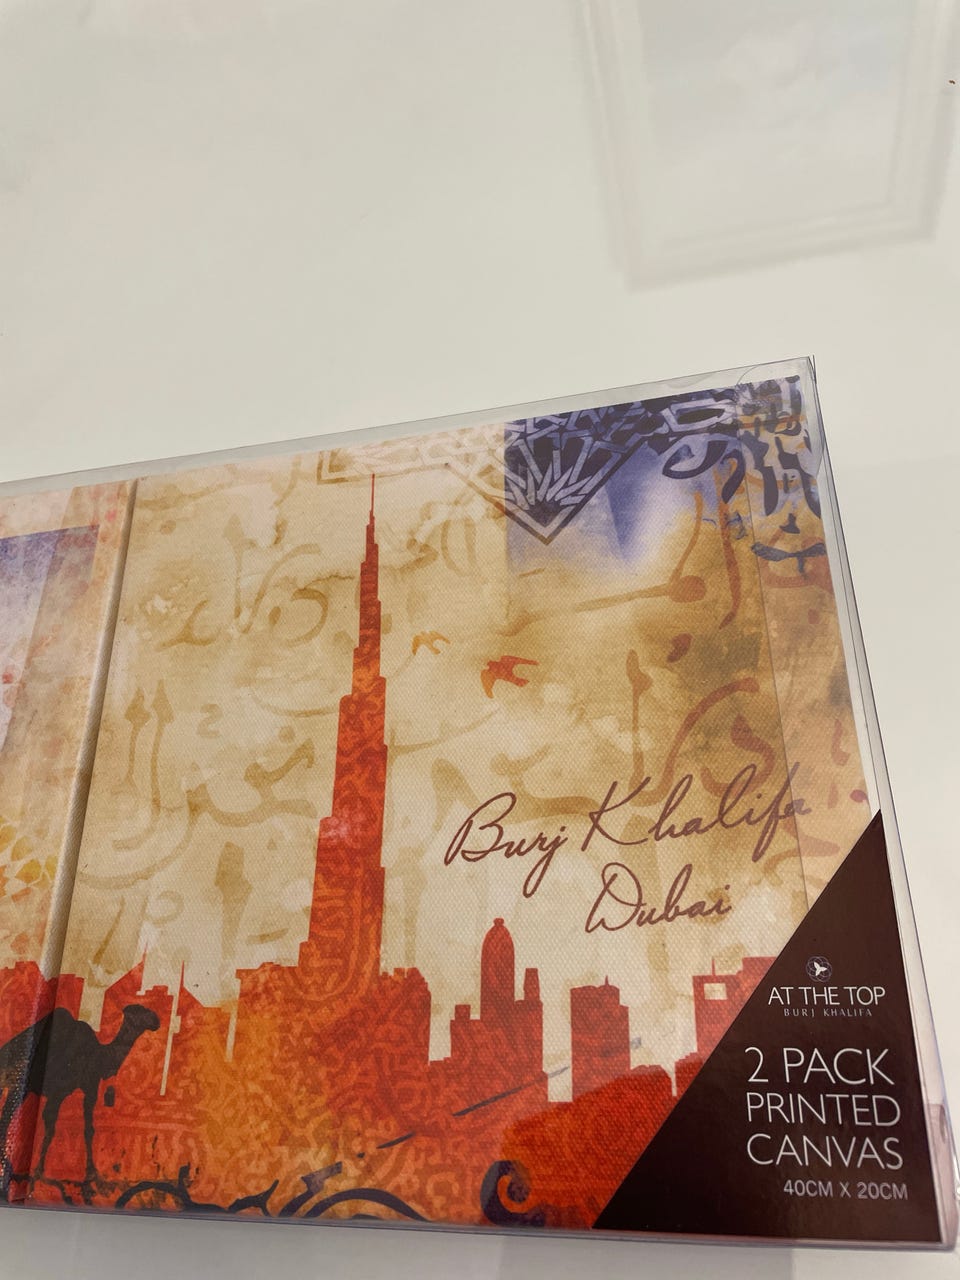 Burj Khalifa
Dubai
AT THE TOP
BURJ KHALIFA
2 PACK
PRINTED
CANVAS
40CM X 20CM